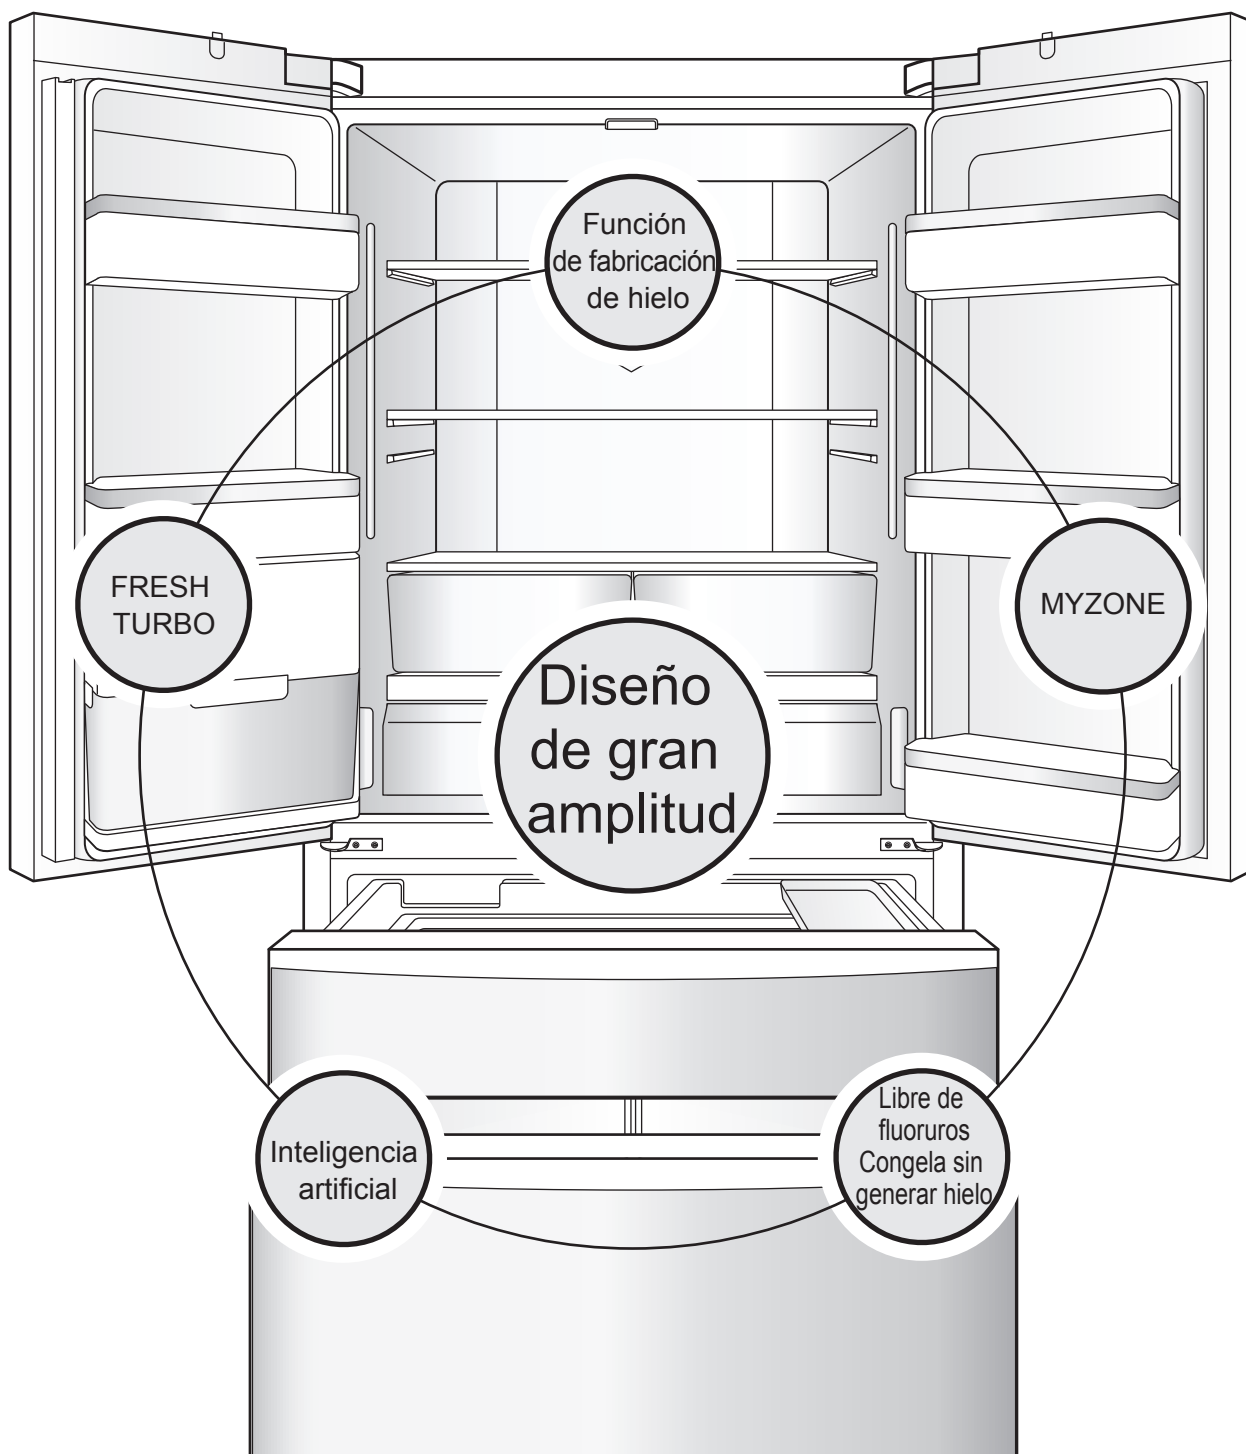 Función
de fabricación
de hielo
FRESH
TURBO
MYZONE
Diseño
de gran
amplitud
Inteligencia
artificial
Libre de
fluoruros
Congela sin
generar hielo